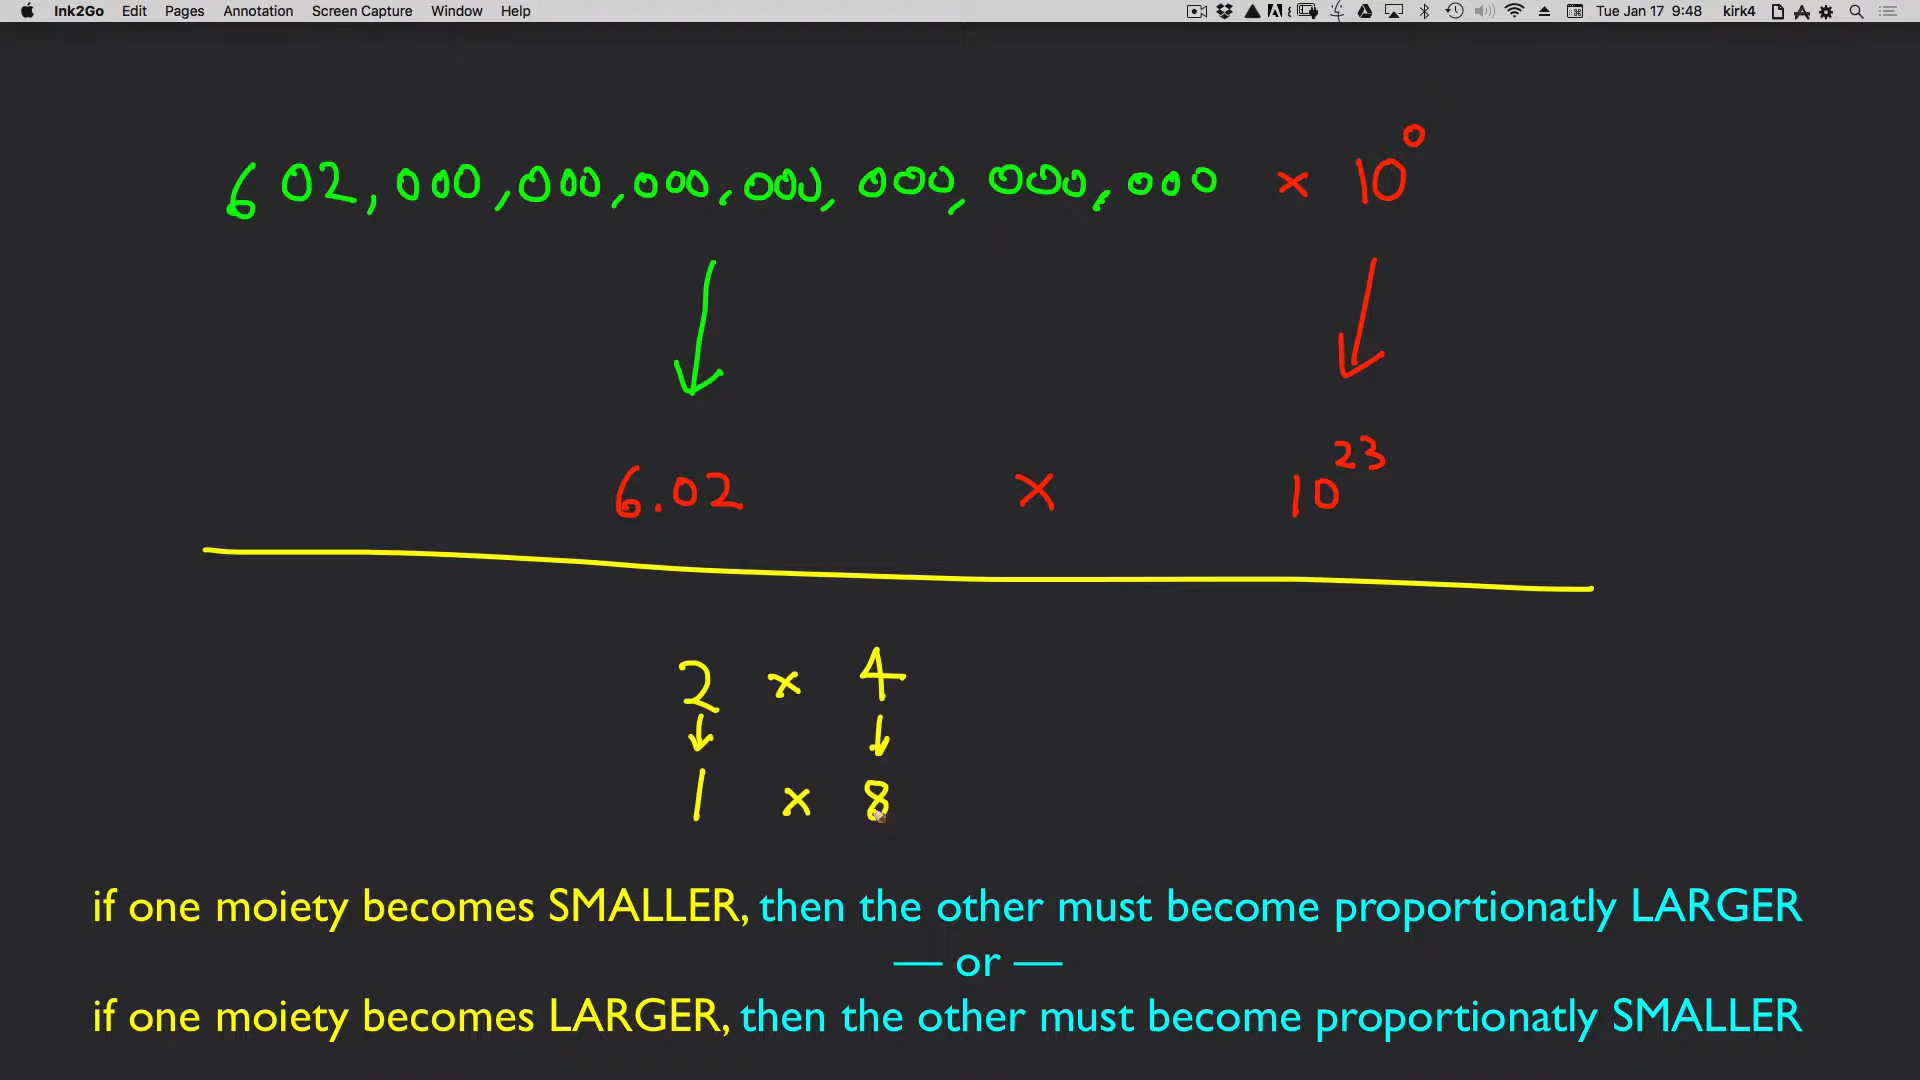 Ink2Go Edit Pages Annotation Screen Capture Window Help Tue Jan 17 9:48 kirk4
602,000,000,000,000,000,000,000 x 10⁰
6.02 x 10²³
2 x 4
1 x 8
if one moiety becomes SMALLER, then the other must become proportionatly LARGER
— or —
if one moiety becomes LARGER, then the other must become proportionatly SMALLER